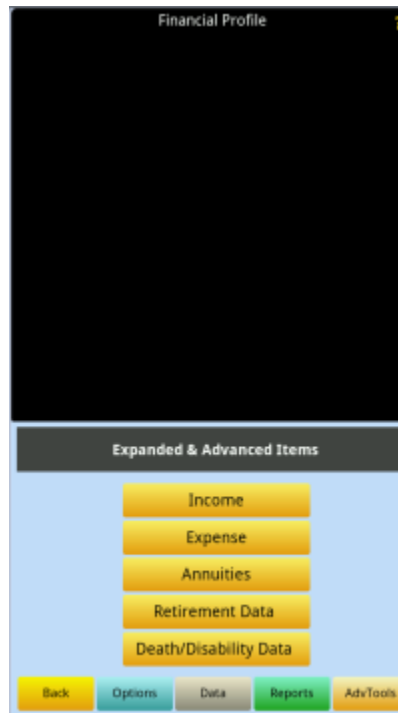 Financial Profile
Expanded & Advanced Items
Income
Expense
Annuities
Retirement Data
Death/Disability Data
Back Options Data Reports AdvTools